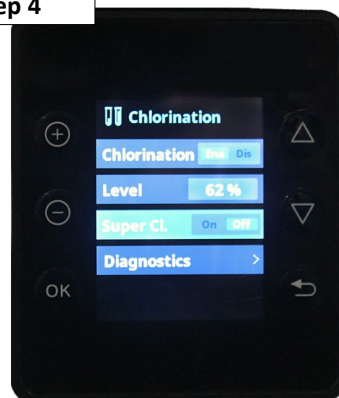 ep 4
Chlorination
Chlorination Ena Dis
Level 62 %
Super Cl. On Off
Diagnostics >
OK